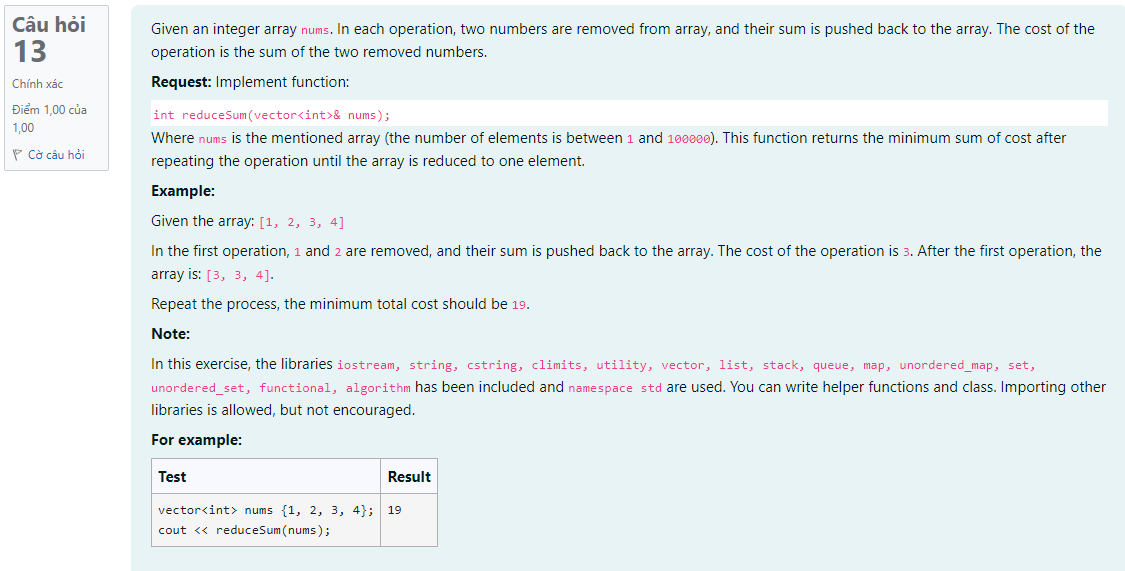 Câu hỏi
13
Chính xác
Điểm 1,00 của
1,00
Cờ câu hỏi
Given an integer array nums. In each operation, two numbers are removed from array, and their sum is pushed back to the array. The cost of the
operation is the sum of the two removed numbers.
Request: Implement function:
int reduceSum(vector<int>& nums);
Where nums is the mentioned array (the number of elements is between 1 and 100000). This function returns the minimum sum of cost after
repeating the operation until the array is reduced to one element.
Example:
Given the array: [1, 2, 3, 4]
In the first operation, 1 and 2 are removed, and their sum is pushed back to the array. The cost of the operation is 3. After the first operation, the
array is: [3, 3, 4].
Repeat the process, the minimum total cost should be 19.
Note:
In this exercise, the libraries iostream, string, cstring, climits, utility, vector, list, stack, queue, map, unordered_map, set,
unordered_set, functional, algorithm has been included and namespace std are used. You can write helper functions and class. Importing other
libraries is allowed, but not encouraged.
For example:
Test Result
vector<int> nums {1, 2, 3, 4}; 19
cout << reduceSum(nums);